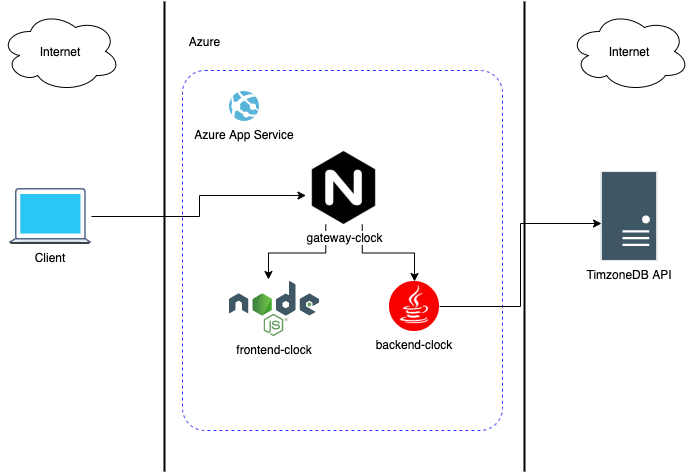 Internet
Azure
Internet
Azure App Service
N
gateway-clock
Client
TimzoneDB API
node
JS
frontend-clock
backend-clock